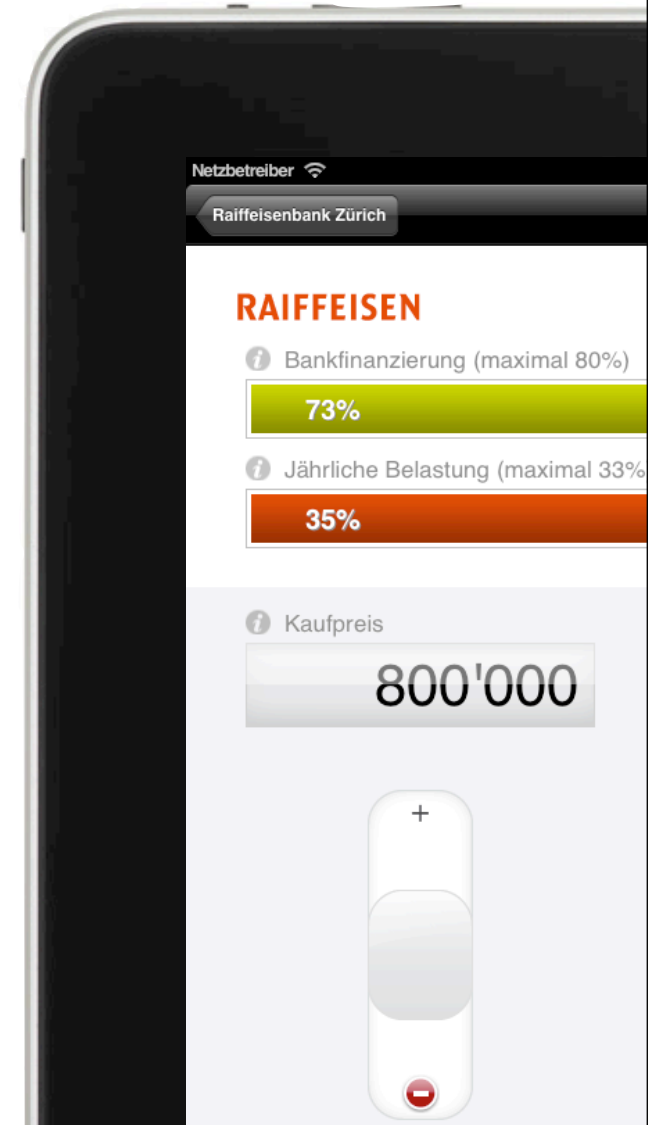 Netzbetreiber
Raiffeisenbank Zürich
RAIFFEISEN
Bankfinanzierung (maximal 80%)
73%
Jährliche Belastung (maximal 33%
35%
Kaufpreis
800'000
+